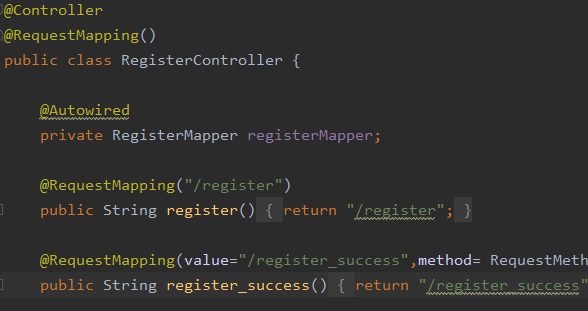 @Controller
@RequestMapping()
public class RegisterController {
@Autowired
private RegisterMapper registerMapper;
@RequestMapping("/register")
public String register() { return "/register"; }
@RequestMapping(value="/register_success",method= RequestMeth
public String register_success() { return "/register_success"